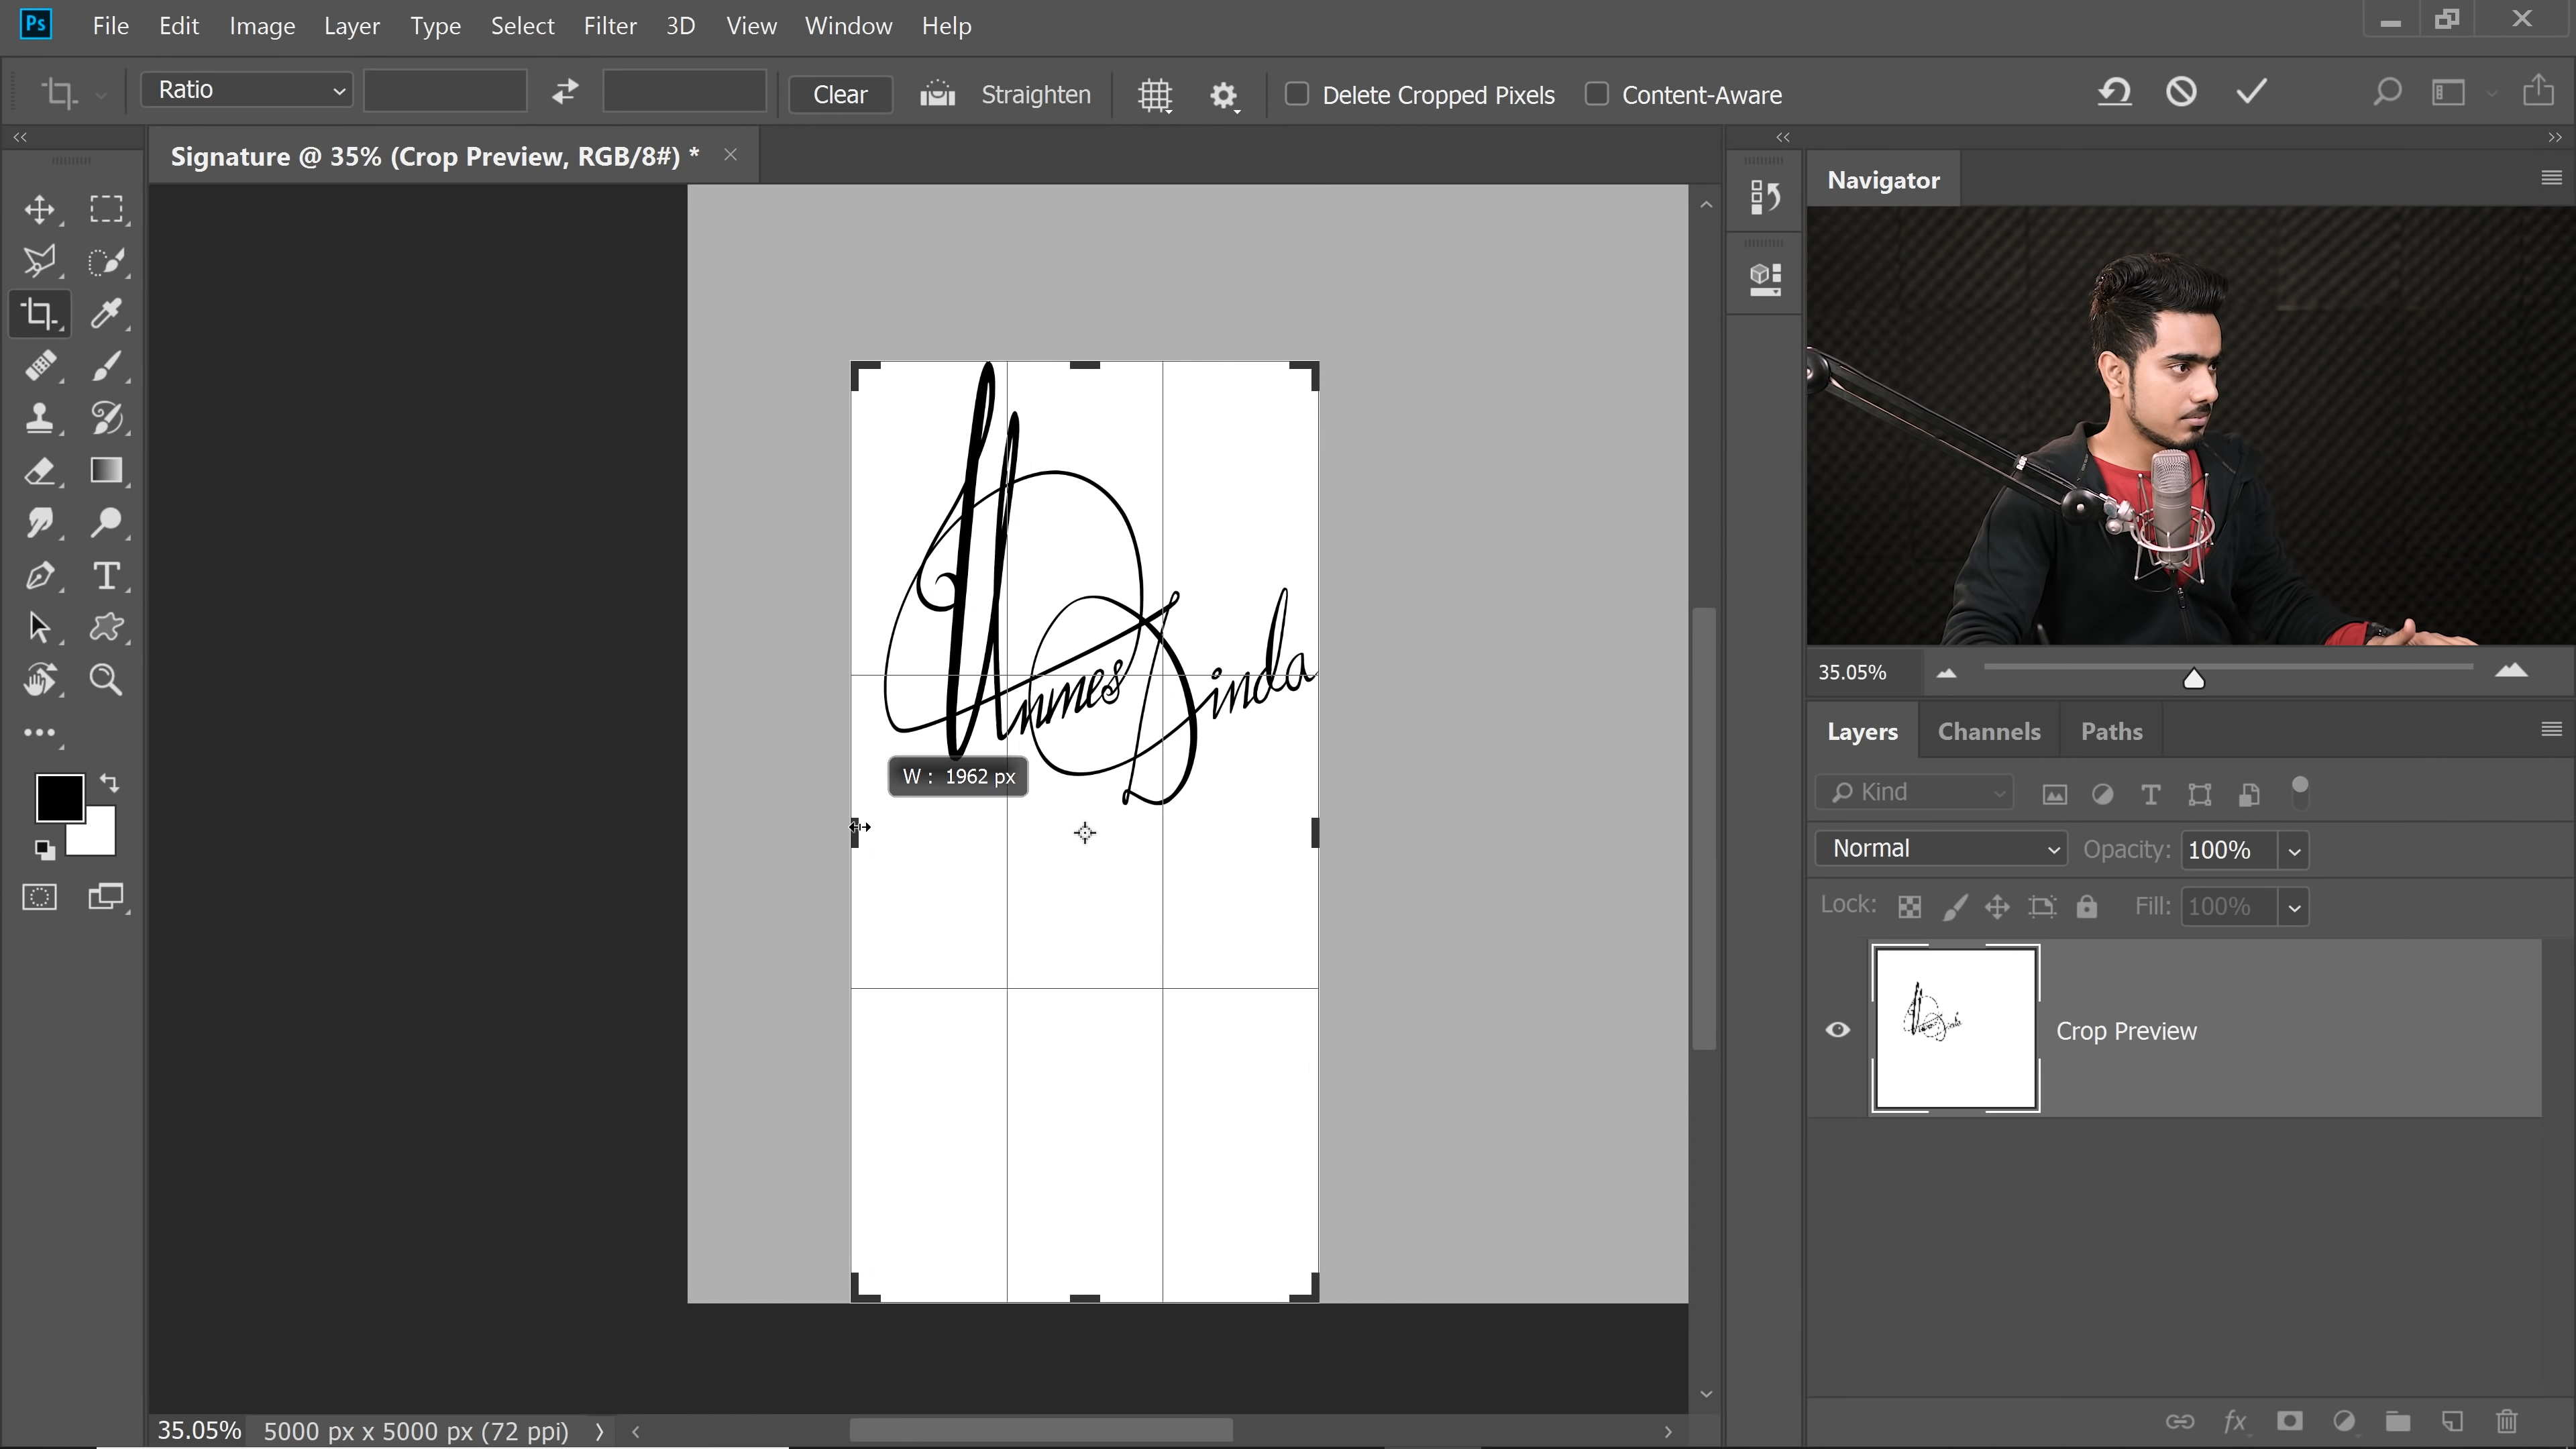 Ps File Edit Image Layer Type Select Filter 3D View Window Help
Ratio Clear Straighten Delete Cropped Pixels Content-Aware
Signature @ 35% (Crop Preview, RGB/8#) *
Navigator
35.05%
W : 1962 px
Layers Channels Paths
Kind
Normal Opacity: 100%
Lock: Fill: 100%
Crop Preview
fx
35.05% 5000 px x 5000 px (72 ppi)